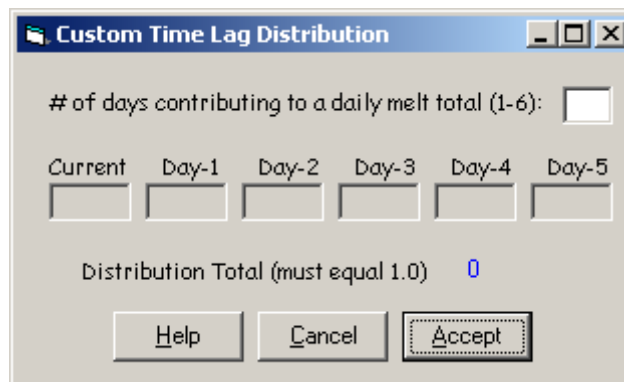 Custom Time Lag Distribution
# of days contributing to a daily melt total (1-6):
Current Day-1 Day-2 Day-3 Day-4 Day-5
Distribution Total (must equal 1.0) 0
Help Cancel Accept